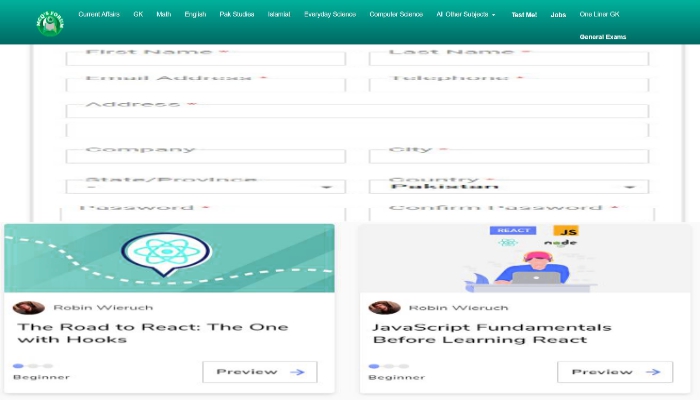 Current Affairs GK Math English Pak Studies Islamiat Everyday Science Computer Science All Other Subjects Test Me! Jobs One Liner GK
General Exams
First Name * Last Name *
Email Address * Telephone *
Address *
Company City *
State/Province Country *
Pakistan
Password * Confirm Password *
REACT JS
node
Robin Wieruch
The Road to React: The One
with Hooks
Beginner
Preview
Robin Wieruch
JavaScript Fundamentals
Before Learning React
Beginner
Preview